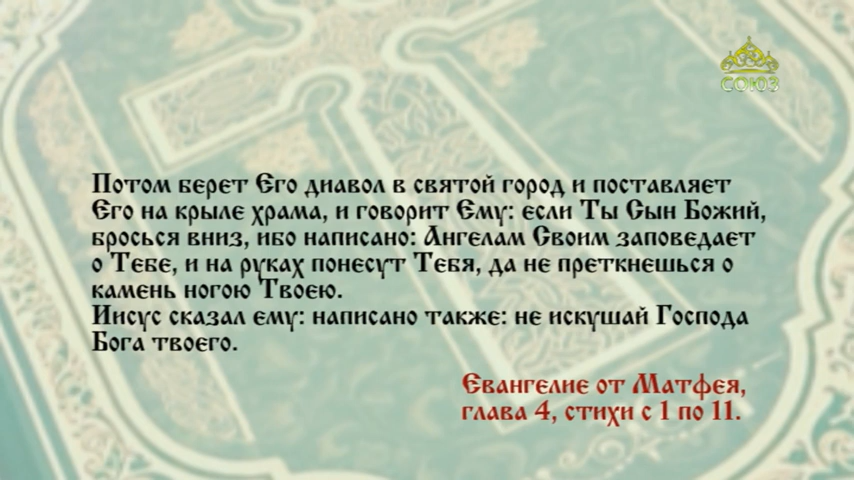 СОЮЗ
Потом берет Его диавол в святой город и поставляет
Его на крыле храма, и говорит Ему: если Ты Сын Божий,
бросься вниз, ибо написано: Ангелам Своим заповедает
о Тебе, и на руках понесут Тебя, да не преткнешься о
камень ногою Твоею.
Иисус сказал ему: написано также: не искушай Господа
Бога твоего.
Евангелие от Матфея,
глава 4, стихи с 1 по 11.